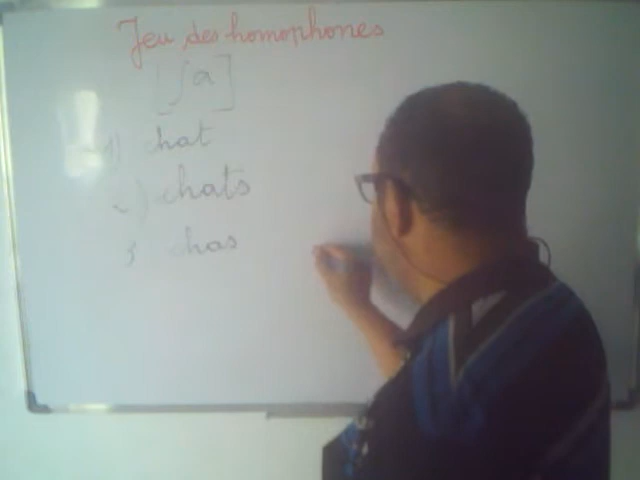 Jeu des homophones
[ʃa]
1) chat
2) chats
3 chas